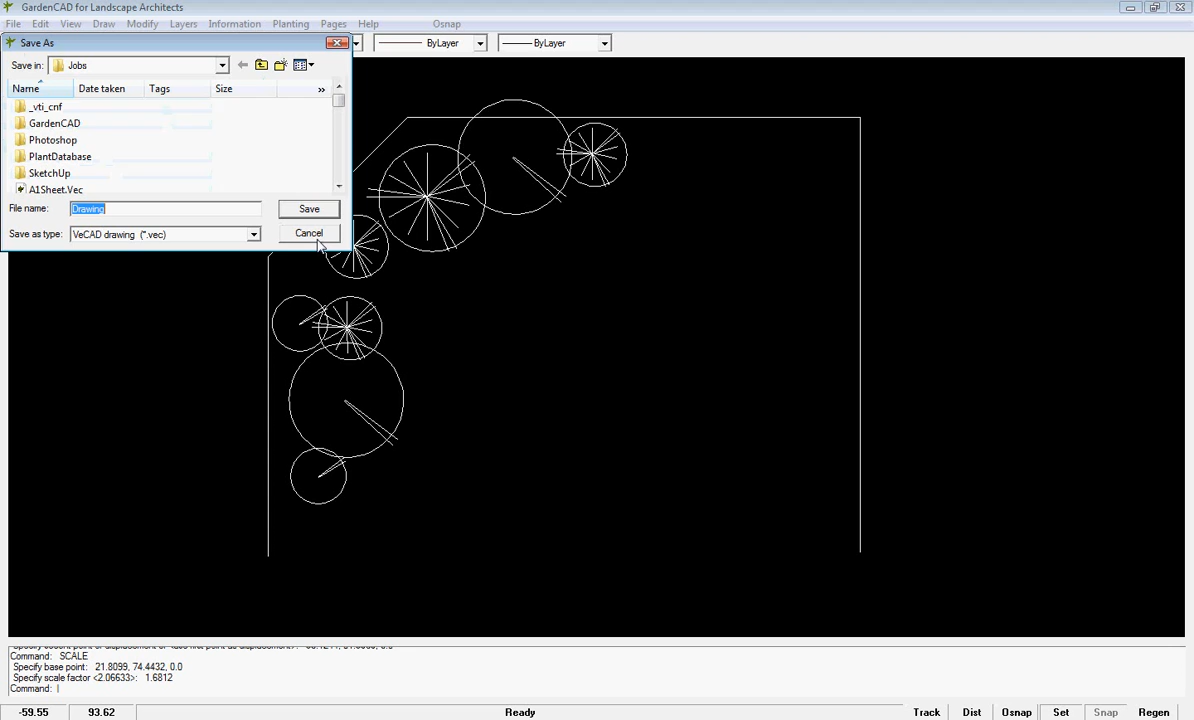 GardenCAD for Landscape Architects
File Edit View Draw Modify Layers Information Planting Pages Help Osnap
Save As
ByLayer ByLayer
Save in: Jobs
Name Date taken Tags Size »
_vti_cnf
GardenCAD
Photoshop
PlantDatabase
SketchUp
A1Sheet.Vec
File name: Drawing Save
Save as type: VeCAD drawing (*.vec) Cancel
Command: SCALE
Specify base point: 21.8099, 74.4432, 0.0
Specify scale factor <2.06633>: 1.6812
Command:
-59.55 93.62 Ready Track Dist Osnap Set Snap Regen